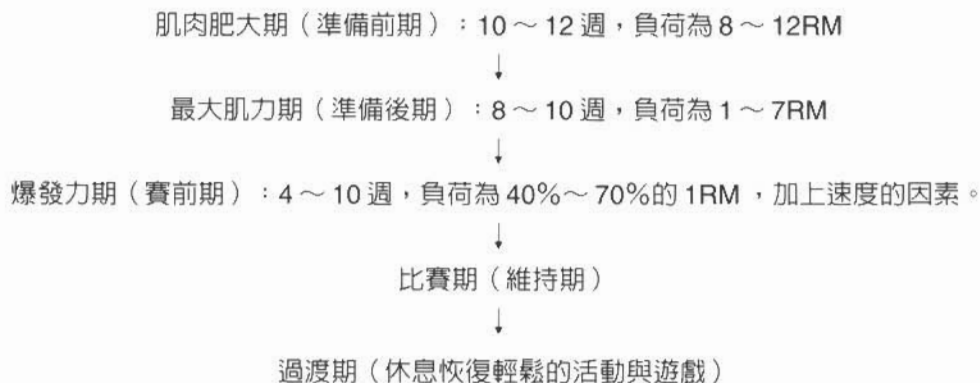 肌肉肥大期（準備前期）：10～12 週，負荷為 8～12RM
↓
最大肌力期（準備後期）：8～10 週，負荷為 1～7RM
↓
爆發力期（賽前期）：4～10 週，負荷為 40%～70%的 1RM ，加上速度的因素。
↓
比賽期（維持期）
↓
過渡期（休息恢復輕鬆的活動與遊戲）